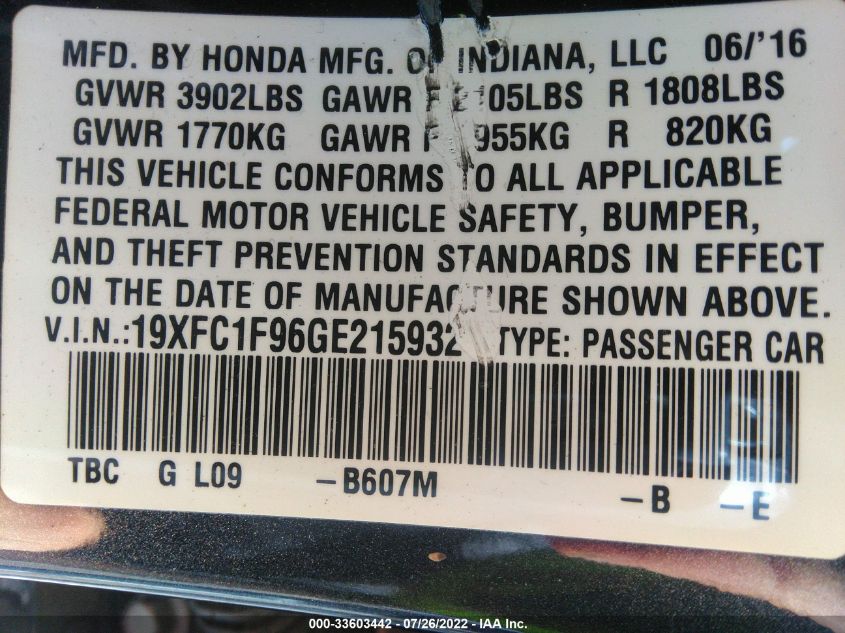 MFD. BY HONDA MFG. OF INDIANA, LLC 06/'16
GVWR 3902LBS GAWR F 2105LBS R 1808LBS
GVWR 1770KG GAWR F 955KG R 820KG
THIS VEHICLE CONFORMS TO ALL APPLICABLE
FEDERAL MOTOR VEHICLE SAFETY, BUMPER,
AND THEFT PREVENTION STANDARDS IN EFFECT
ON THE DATE OF MANUFACTURE SHOWN ABOVE.
V.I.N.:19XFC1F96GE215932 TYPE: PASSENGER CAR
TBC G L09 -B607M -B -E
000-33603442 - 07/26/2022 - IAA Inc.